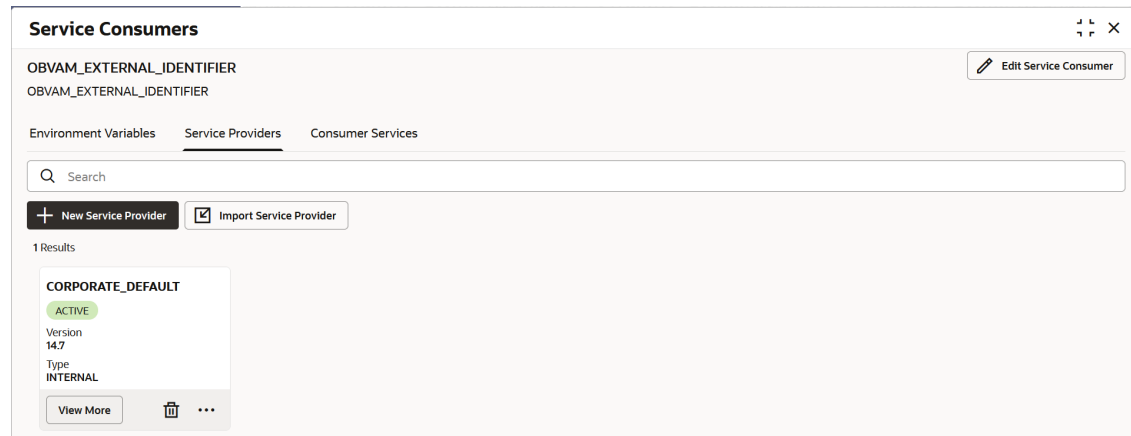 Service Consumers
OBVAM_EXTERNAL_IDENTIFIER
Edit Service Consumer
OBVAM_EXTERNAL_IDENTIFIER
Environment Variables Service Providers Consumer Services
Search
New Service Provider Import Service Provider
1 Results
CORPORATE_DEFAULT
ACTIVE
Version
14.7
Type
INTERNAL
View More